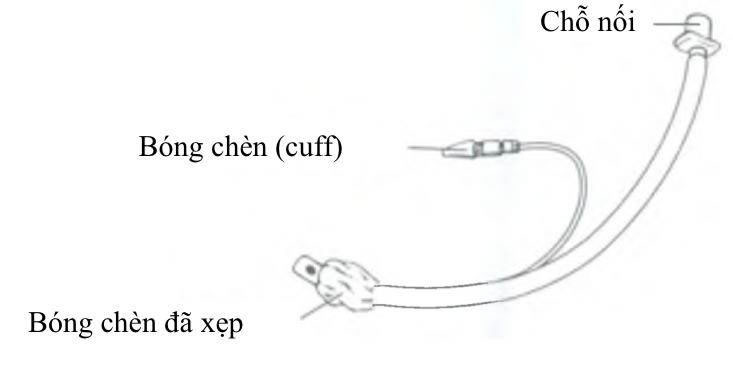 Chỗ nối
Bóng chèn (cuff)
Bóng chèn đã xẹp